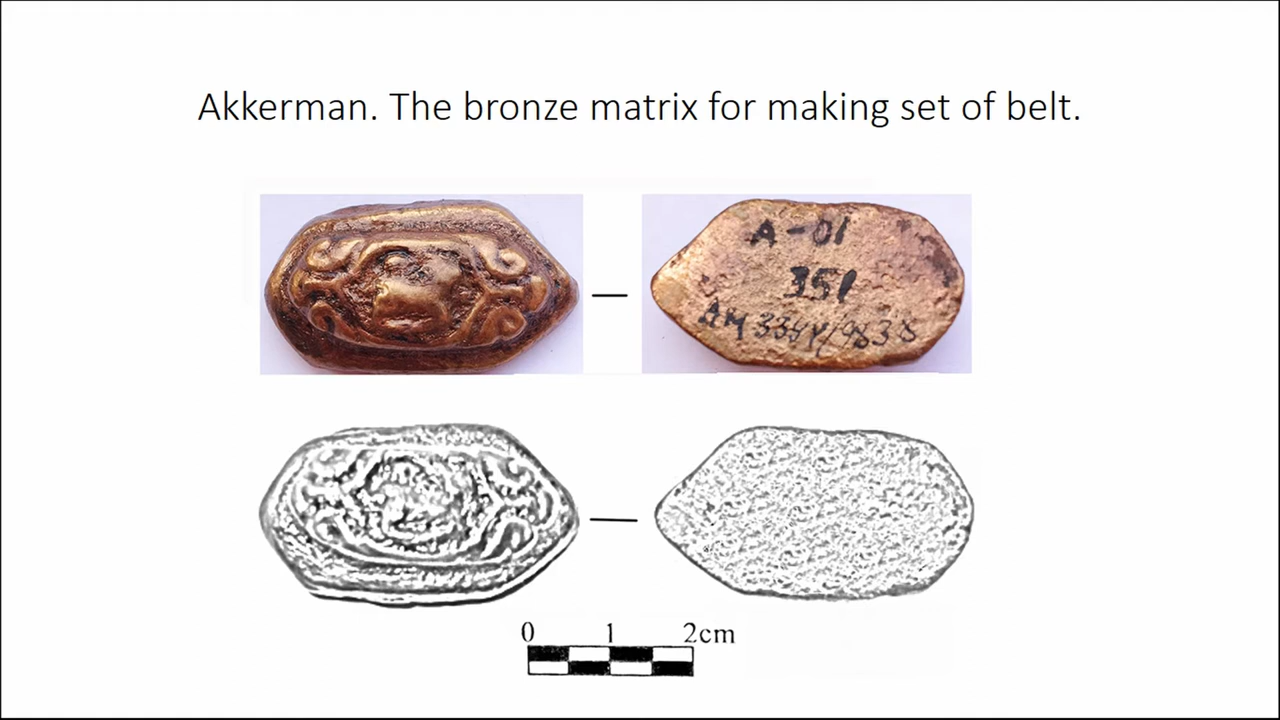 Akkerman. The bronze matrix for making set of belt.
A-01
351
0 1 2cm